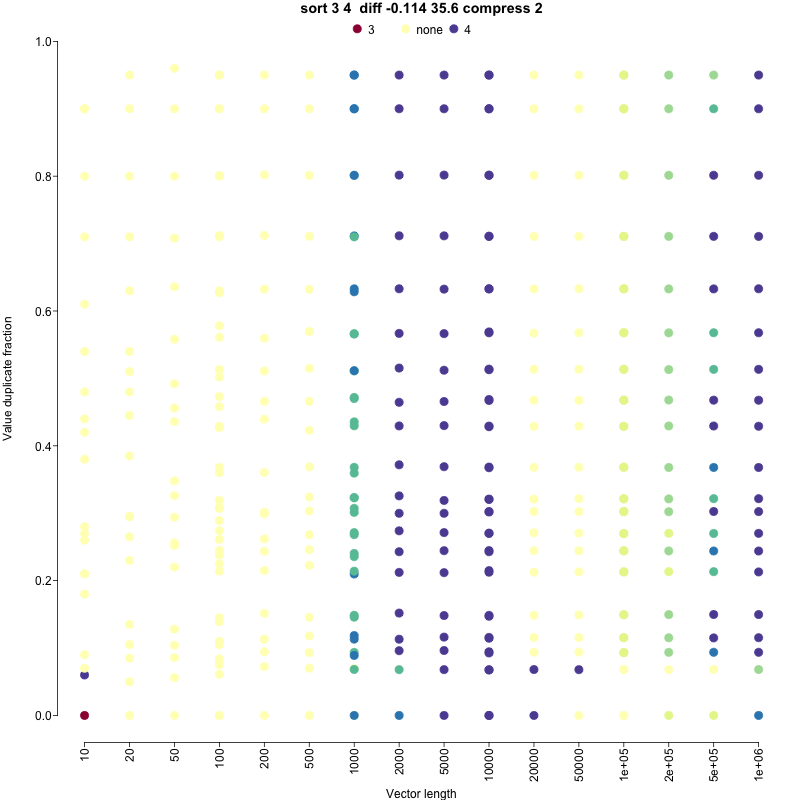 sort 3 4  diff -0.114 35.6 compress 2
3 none 4
1.0
0.8
0.6
0.4
0.2
0.0
Value duplicate fraction
10 20 50 100 200 500 1000 2000 5000 10000 20000 50000 1e+05 2e+05 5e+05 1e+06
Vector length